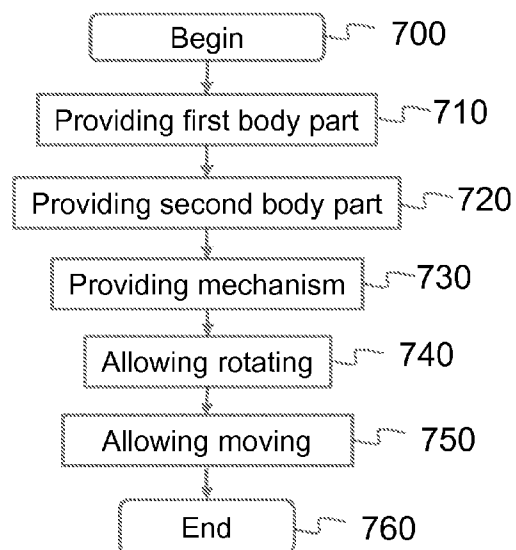 Begin 700
Providing first body part 710
Providing second body part 720
Providing mechanism 730
Allowing rotating 740
Allowing moving 750
End 760